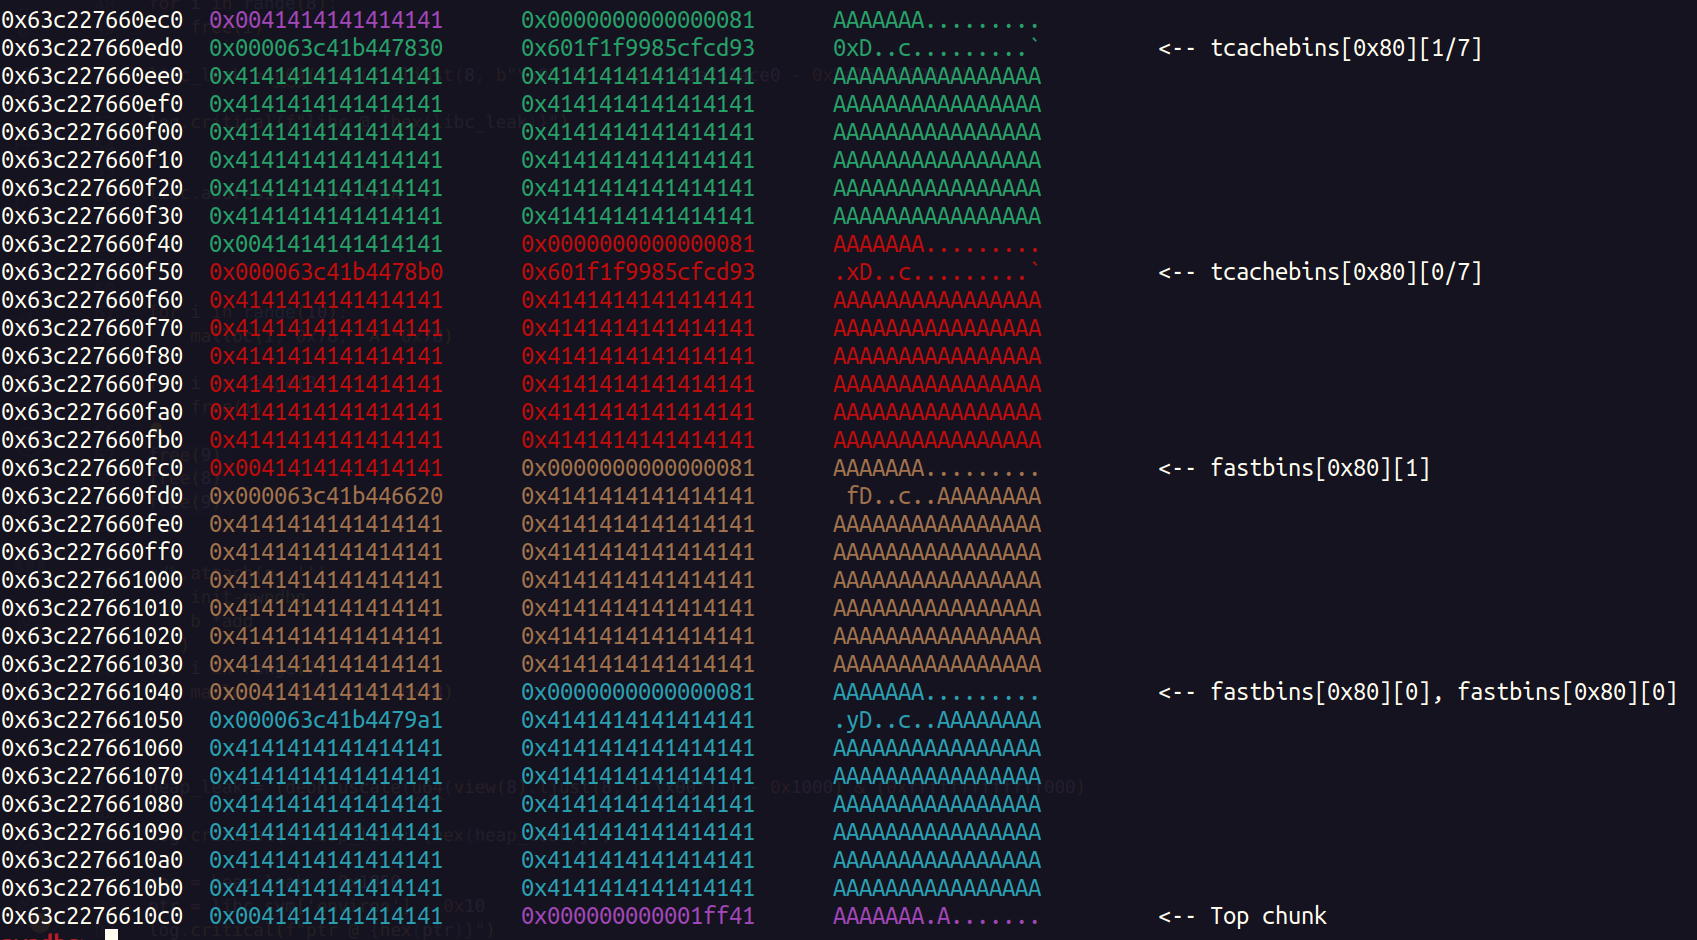 0x63c227660ec0 0x0041414141414141 0x0000000000000081 AAAAAAA.........
0x63c227660ed0 0x000063c41b447830 0x601f1f9985cfcd93 0xD..c.........` <-- tcachebins[0x80][1/7]
0x63c227660ee0 0x4141414141414141 0x4141414141414141 AAAAAAAAAAAAAAAA
0x63c227660ef0 0x4141414141414141 0x4141414141414141 AAAAAAAAAAAAAAAA
0x63c227660f00 0x4141414141414141 0x4141414141414141 AAAAAAAAAAAAAAAA
0x63c227660f10 0x4141414141414141 0x4141414141414141 AAAAAAAAAAAAAAAA
0x63c227660f20 0x4141414141414141 0x4141414141414141 AAAAAAAAAAAAAAAA
0x63c227660f30 0x4141414141414141 0x4141414141414141 AAAAAAAAAAAAAAAA
0x63c227660f40 0x0041414141414141 0x0000000000000081 AAAAAAA.........
0x63c227660f50 0x000063c41b4478b0 0x601f1f9985cfcd93 .xD..c.........` <-- tcachebins[0x80][0/7]
0x63c227660f60 0x4141414141414141 0x4141414141414141 AAAAAAAAAAAAAAAA
0x63c227660f70 0x4141414141414141 0x4141414141414141 AAAAAAAAAAAAAAAA
0x63c227660f80 0x4141414141414141 0x4141414141414141 AAAAAAAAAAAAAAAA
0x63c227660f90 0x4141414141414141 0x4141414141414141 AAAAAAAAAAAAAAAA
0x63c227660fa0 0x4141414141414141 0x4141414141414141 AAAAAAAAAAAAAAAA
0x63c227660fb0 0x4141414141414141 0x4141414141414141 AAAAAAAAAAAAAAAA
0x63c227660fc0 0x0041414141414141 0x0000000000000081 AAAAAAA......... <-- fastbins[0x80][1]
0x63c227660fd0 0x000063c41b446620 0x4141414141414141  fD..c..AAAAAAAA
0x63c227660fe0 0x4141414141414141 0x4141414141414141 AAAAAAAAAAAAAAAA
0x63c227660ff0 0x4141414141414141 0x4141414141414141 AAAAAAAAAAAAAAAA
0x63c227661000 0x4141414141414141 0x4141414141414141 AAAAAAAAAAAAAAAA
0x63c227661010 0x4141414141414141 0x4141414141414141 AAAAAAAAAAAAAAAA
0x63c227661020 0x4141414141414141 0x4141414141414141 AAAAAAAAAAAAAAAA
0x63c227661030 0x4141414141414141 0x4141414141414141 AAAAAAAAAAAAAAAA
0x63c227661040 0x0041414141414141 0x0000000000000081 AAAAAAA......... <-- fastbins[0x80][0], fastbins[0x80][0]
0x63c227661050 0x000063c41b4479a1 0x4141414141414141 .yD..c..AAAAAAAA
0x63c227661060 0x4141414141414141 0x4141414141414141 AAAAAAAAAAAAAAAA
0x63c227661070 0x4141414141414141 0x4141414141414141 AAAAAAAAAAAAAAAA
0x63c227661080 0x4141414141414141 0x4141414141414141 AAAAAAAAAAAAAAAA
0x63c227661090 0x4141414141414141 0x4141414141414141 AAAAAAAAAAAAAAAA
0x63c2276610a0 0x4141414141414141 0x4141414141414141 AAAAAAAAAAAAAAAA
0x63c2276610b0 0x4141414141414141 0x4141414141414141 AAAAAAAAAAAAAAAA
0x63c2276610c0 0x0041414141414141 0x000000000001ff41 AAAAAAA.A....... <-- Top chunk